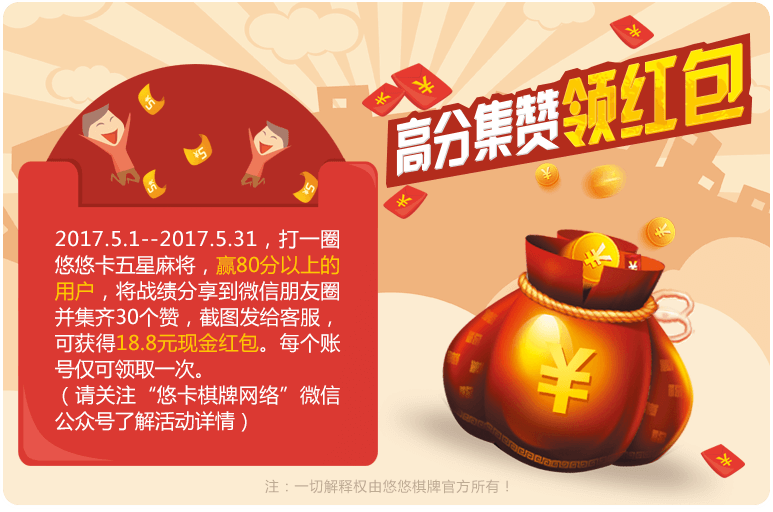 高分集赞领红包
2017.5.1--2017.5.31，打一圈
悠悠卡五星麻将，赢80分以上的
用户，将战绩分享到微信朋友圈
并集齐30个赞，截图发给客服，
可获得18.8元现金红包。每个账
号仅可领取一次。
（请关注“悠卡棋牌网络”微信
公众号了解活动详情）
注：一切解释权由悠悠棋牌官方所有！